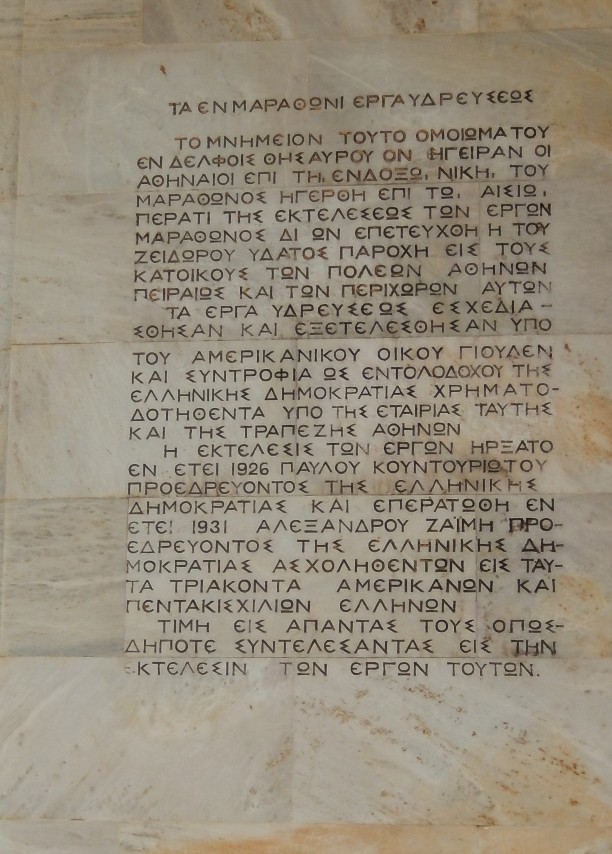 ΤΑ ΕΝ ΜΑΡΑΘΩΝΙ ΕΡΓΑ ΥΔΡΕΥΣΕΩΣ
ΤΟ ΜΝΗΜΕΙΟΝ ΤΟΥΤΟ ΟΜΟΙΩΜΑ ΤΟΥ
ΕΝ ΔΕΛΦΟΙΣ ΘΗΣΑΥΡΟΥ ΟΝ ΗΓΕΙΡΑΝ ΟΙ
ΑΘΗΝΑΙΟΙ ΕΠΙ ΤΗΙ ΕΝΔΟΞΩΙ ΝΙΚΗΙ ΤΟΥ
ΜΑΡΑΘΩΝΟΣ ΗΓΕΡΘΗ ΕΠΙ ΤΩΙ ΑΙΣΙΩΙ
ΠΕΡΑΤΙ ΤΗΣ ΕΚΤΕΛΕΣΕΩΣ ΤΩΝ ΕΡΓΩΝ
ΜΑΡΑΘΩΝΟΣ ΔΙ ΩΝ ΕΠΕΤΕΥΧΘΗ Η ΤΟΥ
ΖΕΙΔΩΡΟΥ ΥΔΑΤΟΣ ΠΑΡΟΧΗ ΕΙΣ ΤΟΥΣ
ΚΑΤΟΙΚΟΥΣ ΤΩΝ ΠΟΛΕΩΝ ΑΘΗΝΩΝ
ΠΕΙΡΑΙΩΣ ΚΑΙ ΤΩΝ ΠΕΡΙΧΩΡΩΝ ΑΥΤΩΝ
ΤΑ ΕΡΓΑ ΥΔΡΕΥΣΕΩΣ ΕΣΧΕΔΙΑ-
ΣΘΗΣΑΝ ΚΑΙ ΕΞΕΤΕΛΕΣΘΗΣΑΝ ΥΠΟ
ΤΟΥ ΑΜΕΡΙΚΑΝΙΚΟΥ ΟΙΚΟΥ ΓΙΟΥΛΕΝ
ΚΑΙ ΣΥΝΤΡΟΦΙΑ ΩΣ ΕΝΤΟΛΟΔΟΧΟΥ ΤΗΣ
ΕΛΛΗΝΙΚΗΣ ΔΗΜΟΚΡΑΤΙΑΣ ΧΡΗΜΑΤΟ-
ΔΟΤΗΘΕΝΤΑ ΥΠΟ ΤΗΣ ΕΤΑΙΡΙΑΣ ΤΑΥΤΗΣ
ΚΑΙ ΤΗΣ ΤΡΑΠΕΖΗΣ ΑΘΗΝΩΝ
Η ΕΚΤΕΛΕΣΙΣ ΤΩΝ ΕΡΓΩΝ ΗΡΞΑΤΟ
ΕΝ ΕΤΕΙ 1926 ΠΑΥΛΟΥ ΚΟΥΝΤΟΥΡΙΩΤΟΥ
ΠΡΟΕΔΡΕΥΟΝΤΟΣ ΤΗΣ ΕΛΛΗΝΙΚΗΣ
ΔΗΜΟΚΡΑΤΙΑΣ ΚΑΙ ΕΠΕΡΑΤΩΘΗ ΕΝ
ΕΤΕΙ 1931 ΑΛΕΞΑΝΔΡΟΥ ΖΑΪΜΗ ΠΡΟ-
ΕΔΡΕΥΟΝΤΟΣ ΤΗΣ ΕΛΛΗΝΙΚΗΣ ΔΗ-
ΜΟΚΡΑΤΙΑΣ ΑΣΧΟΛΗΘΕΝΤΩΝ ΕΙΣ ΤΑΥ-
ΤΑ ΤΡΙΑΚΟΝΤΑ ΑΜΕΡΙΚΑΝΩΝ ΚΑΙ
ΠΕΝΤΑΚΙΣΧΙΛΙΩΝ ΕΛΛΗΝΩΝ
ΤΙΜΗ ΕΙΣ ΑΠΑΝΤΑΣ ΤΟΥΣ ΟΠΩΣ-
ΔΗΠΟΤΕ ΣΥΝΤΕΛΕΣΑΝΤΑΣ ΕΙΣ ΤΗΝ
ΕΚΤΕΛΕΣΙΝ ΤΩΝ ΕΡΓΩΝ ΤΟΥΤΩΝ.